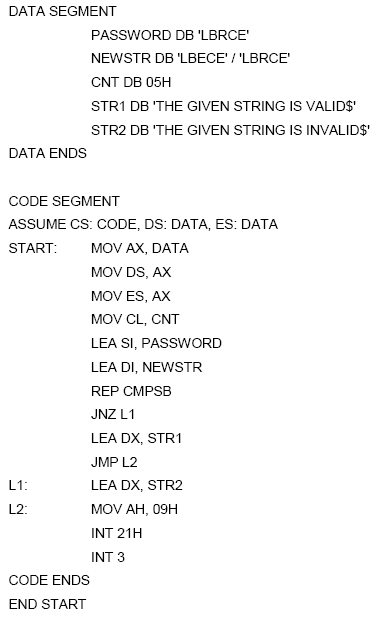 DATA SEGMENT
PASSWORD DB 'LBRCE'
NEWSTR DB 'LBECE' / 'LBRCE'
CNT DB 05H
STR1 DB 'THE GIVEN STRING IS VALID$'
STR2 DB 'THE GIVEN STRING IS INVALID$'
DATA ENDS
CODE SEGMENT
ASSUME CS: CODE, DS: DATA, ES: DATA
START: MOV AX, DATA
MOV DS, AX
MOV ES, AX
MOV CL, CNT
LEA SI, PASSWORD
LEA DI, NEWSTR
REP CMPSB
JNZ L1
LEA DX, STR1
JMP L2
L1: LEA DX, STR2
L2: MOV AH, 09H
INT 21H
INT 3
CODE ENDS
END START